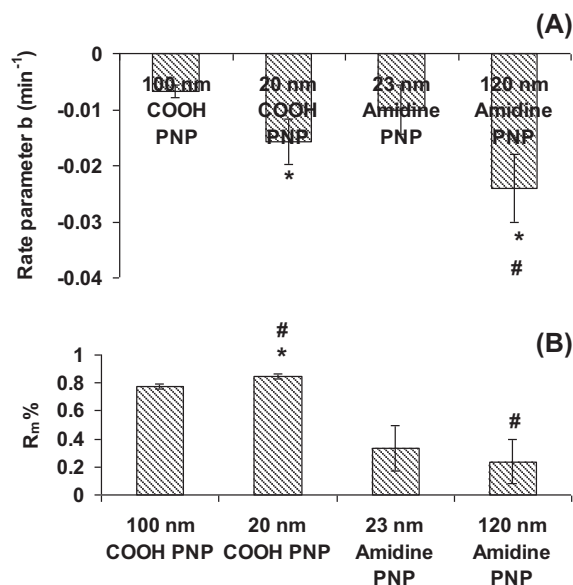 (A)
Rate parameter b (min⁻¹)
0
-0.01
-0.02
-0.03
-0.04
100 nm
COOH
PNP
20 nm
COOH
PNP
23 nm
Amidine
PNP
120 nm
Amidine
PNP
*
*
#
(B)
Rm %
1
0.8
0.6
0.4
0.2
0
#
*
#
100 nm
COOH PNP
20 nm
COOH PNP
23 nm
Amidine
PNP
120 nm
Amidine
PNP